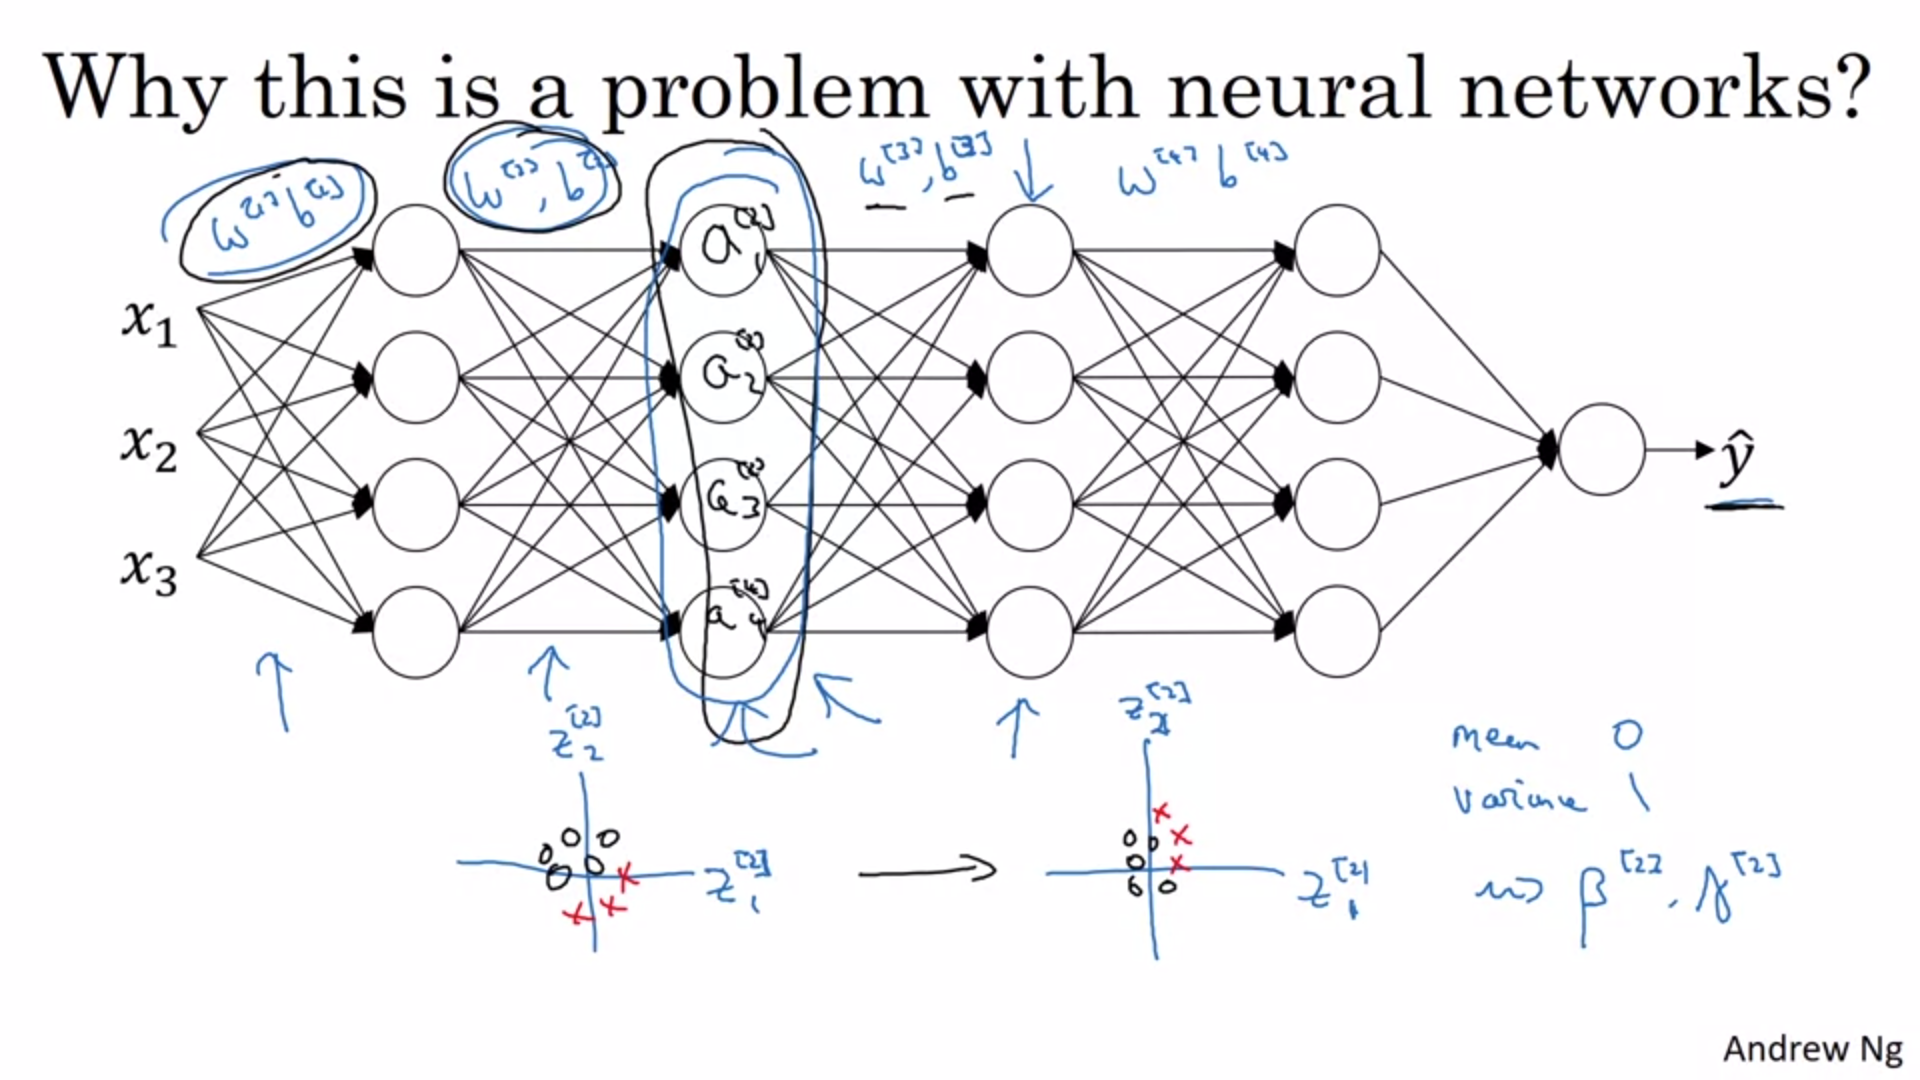 Why this is a problem with neural networks?
w[1] b[1]
w[2], b[2]
w[3], b[3]
w[4] b[4]
a1[2]
x1
a2[2]
x2
a3[2]
ŷ
x3
a4[2]
z2[2]
z2[2]
mean 0
variance 1
z1[2]
z1[2]
β[2], γ[2]
Andrew Ng